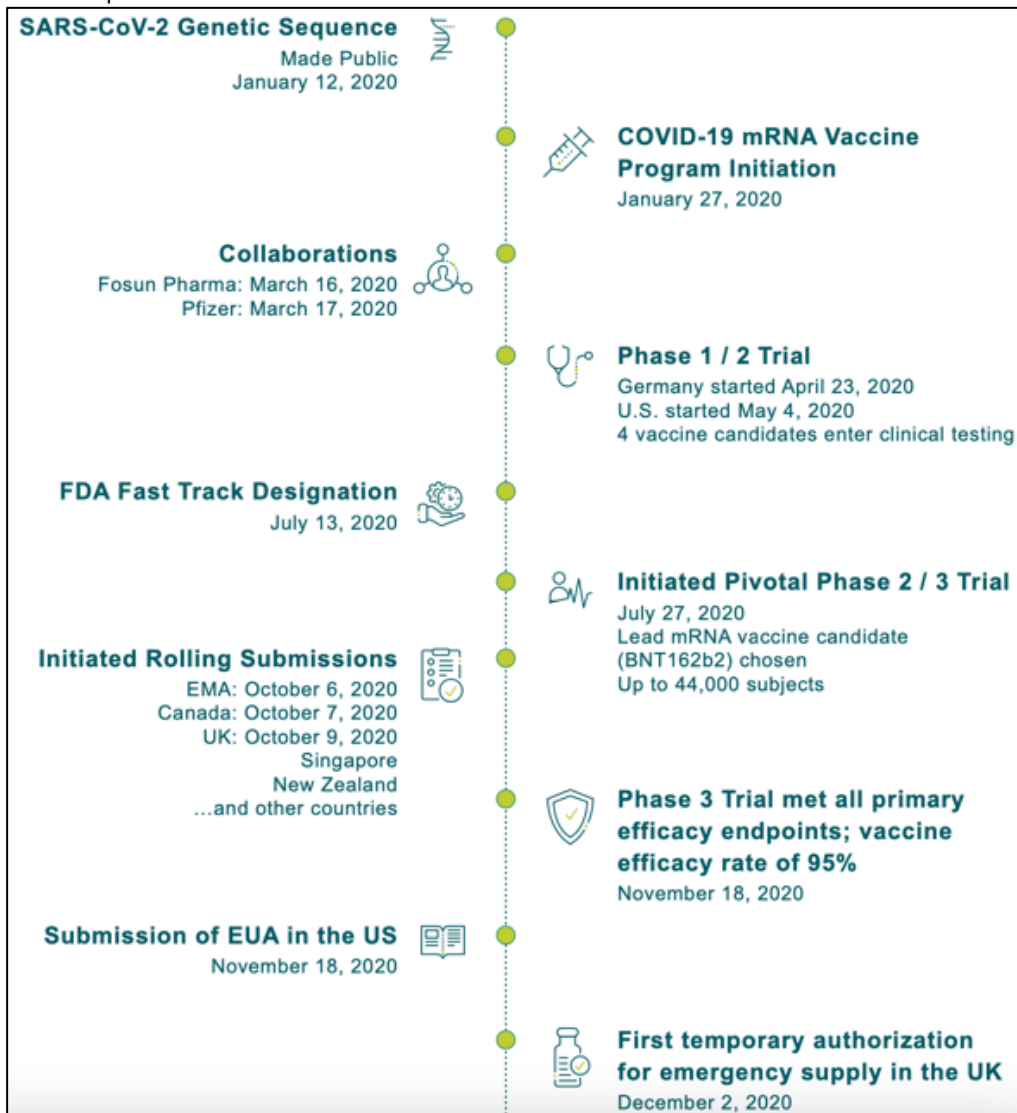 SARS-CoV-2 Genetic Sequence
Made Public
January 12, 2020
COVID-19 mRNA Vaccine
Program Initiation
January 27, 2020
Collaborations
Fosun Pharma: March 16, 2020
Pfizer: March 17, 2020
Phase 1 / 2 Trial
Germany started April 23, 2020
U.S. started May 4, 2020
4 vaccine candidates enter clinical testing
FDA Fast Track Designation
July 13, 2020
Initiated Pivotal Phase 2 / 3 Trial
July 27, 2020
Lead mRNA vaccine candidate
(BNT162b2) chosen
Up to 44,000 subjects
Initiated Rolling Submissions
EMA: October 6, 2020
Canada: October 7, 2020
UK: October 9, 2020
Singapore
New Zealand
...and other countries
Phase 3 Trial met all primary
efficacy endpoints; vaccine
efficacy rate of 95%
November 18, 2020
Submission of EUA in the US
November 18, 2020
First temporary authorization
for emergency supply in the UK
December 2, 2020